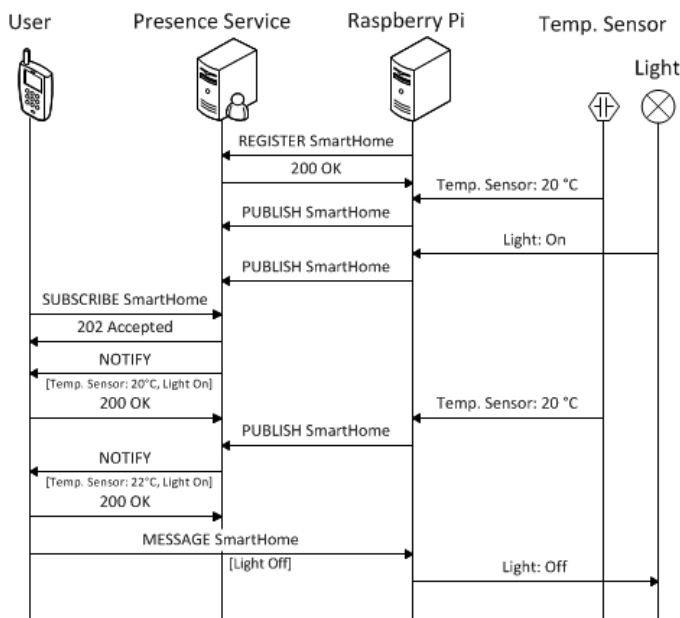 User
Presence Service
Raspberry Pi
Temp. Sensor
Light
REGISTER SmartHome
200 OK
Temp. Sensor: 20 °C
PUBLISH SmartHome
Light: On
PUBLISH SmartHome
SUBSCRIBE SmartHome
202 Accepted
NOTIFY
[Temp. Sensor: 20°C, Light On]
200 OK
Temp. Sensor: 20 °C
PUBLISH SmartHome
NOTIFY
[Temp. Sensor: 22°C, Light On]
200 OK
MESSAGE SmartHome
[Light Off]
Light: Off